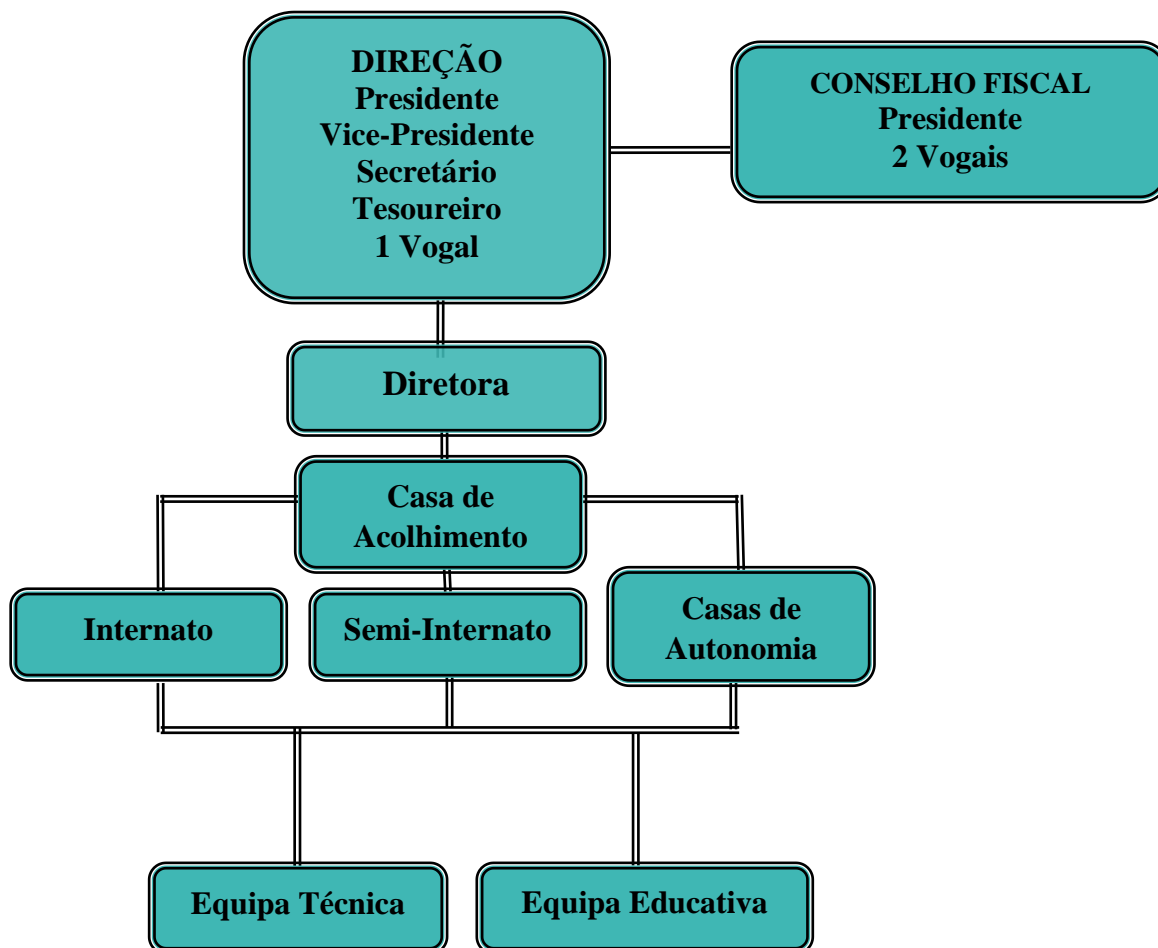 DIREÇÃO
Presidente
Vice-Presidente
Secretário
Tesoureiro
1 Vogal
CONSELHO FISCAL
Presidente
2 Vogais
Diretora
Casa de
Acolhimento
Internato
Semi-Internato
Casas de
Autonomia
Equipa Técnica
Equipa Educativa